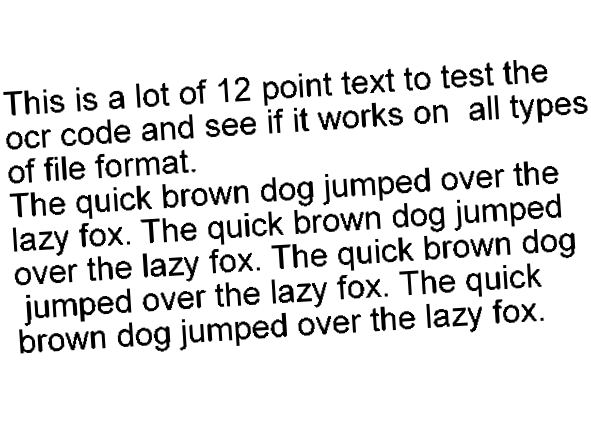 This is a lot of 12 point text to test the
ocr code and see if it works on  all types
of file format.
The quick brown dog jumped over the
lazy fox. The quick brown dog jumped
over the lazy fox. The quick brown dog
jumped over the lazy fox. The quick
brown dog jumped over the lazy fox.